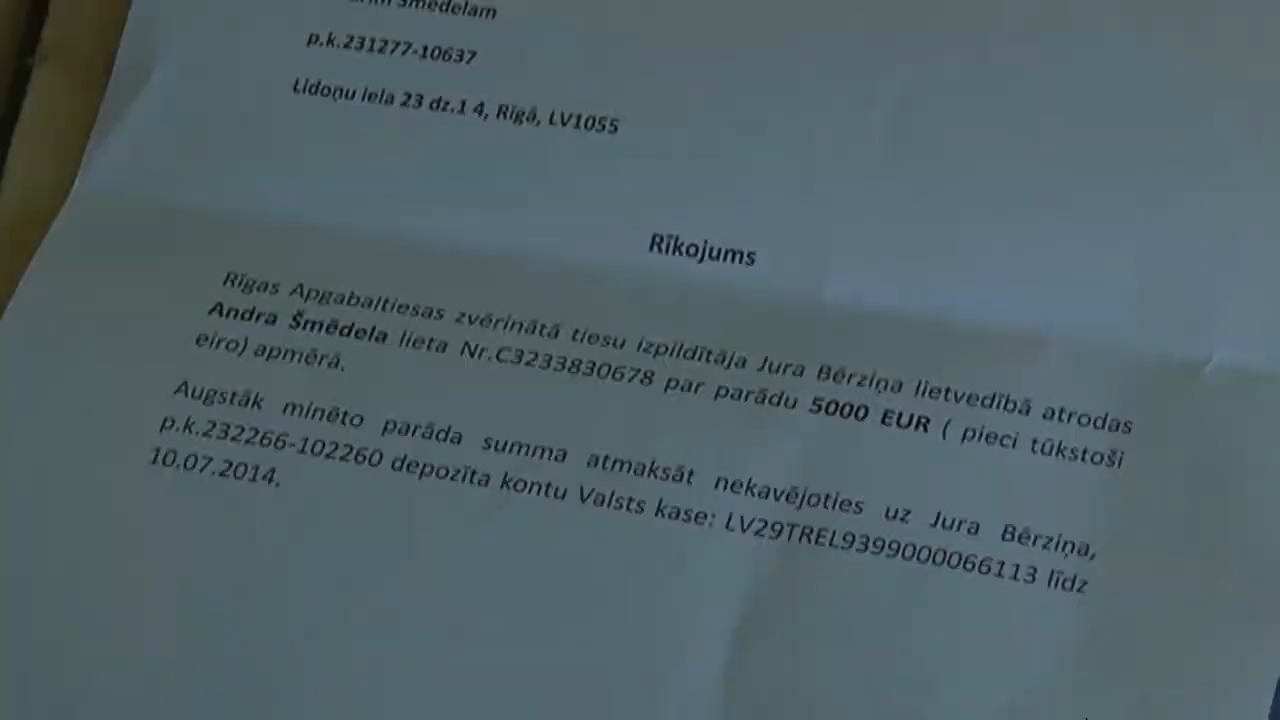 Šmēdelam
p.k.231277-10637
Lidoņu iela 23 dz.1 4, Rīgā, LV1055
Rīkojums
Rīgas Apgabaltiesas zvērinātā tiesu izpildītāja Jura Bērziņa lietvedībā atrodas
Andra Šmēdela lieta Nr.C3233830678 par parādu 5000 EUR ( pieci tūkstoši
eiro) apmērā.
Augstāk minēto parāda summa atmaksāt nekavējoties uz Jura Bērziņa,
p.k.232266-102260 depozīta kontu Valsts kase: LV29TREL9399000066113 līdz
10.07.2014.